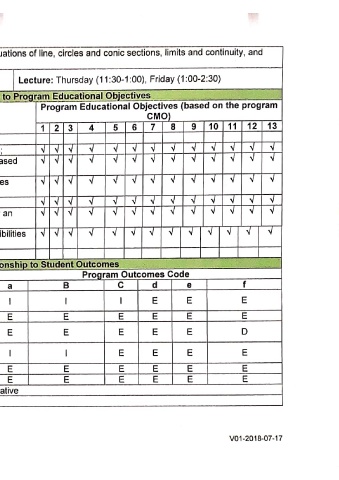 uations of line, circles and conic sections, limits and continuity, and
Lecture: Thursday (11:30-1:00), Friday (1:00-2:30)
to Program Educational Objectives
Program Educational Objectives (based on the program
CMO)
1 2 3 4 5 6 7 8 9 10 11 12 13
; √ √ √ √ √ √ √ √ √ √ √ √ √
ased √ √ √ √ √ √ √ √ √ √ √ √ √
es √ √ √ √ √ √ √ √ √ √ √ √ √
√ √ √ √ √ √ √ √ √ √ √ √ √
an √ √ √ √ √ √ √ √ √ √ √ √ √
ibilities √ √ √ √ √ √ √ √ √ √ √ √ √
onship to Student Outcomes
Program Outcomes Code
a B C d e f
I I I E E E
E E E E E E
E E E E E D
I I E E E E
E E E E E E
E E E E E E
ative
V01-2018-07-17